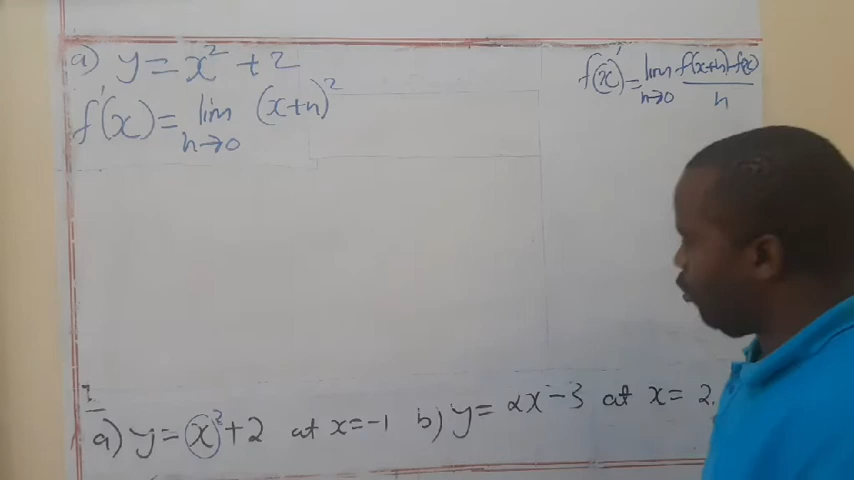 a) y = x² + 2
f'(x) = lim h→0 (x+h)²
f(x)' = lim h→0 f(x+h)-f(x) / h
?
a) y = x² + 2 at x = -1 b) y = 2x - 3 at x = 2.